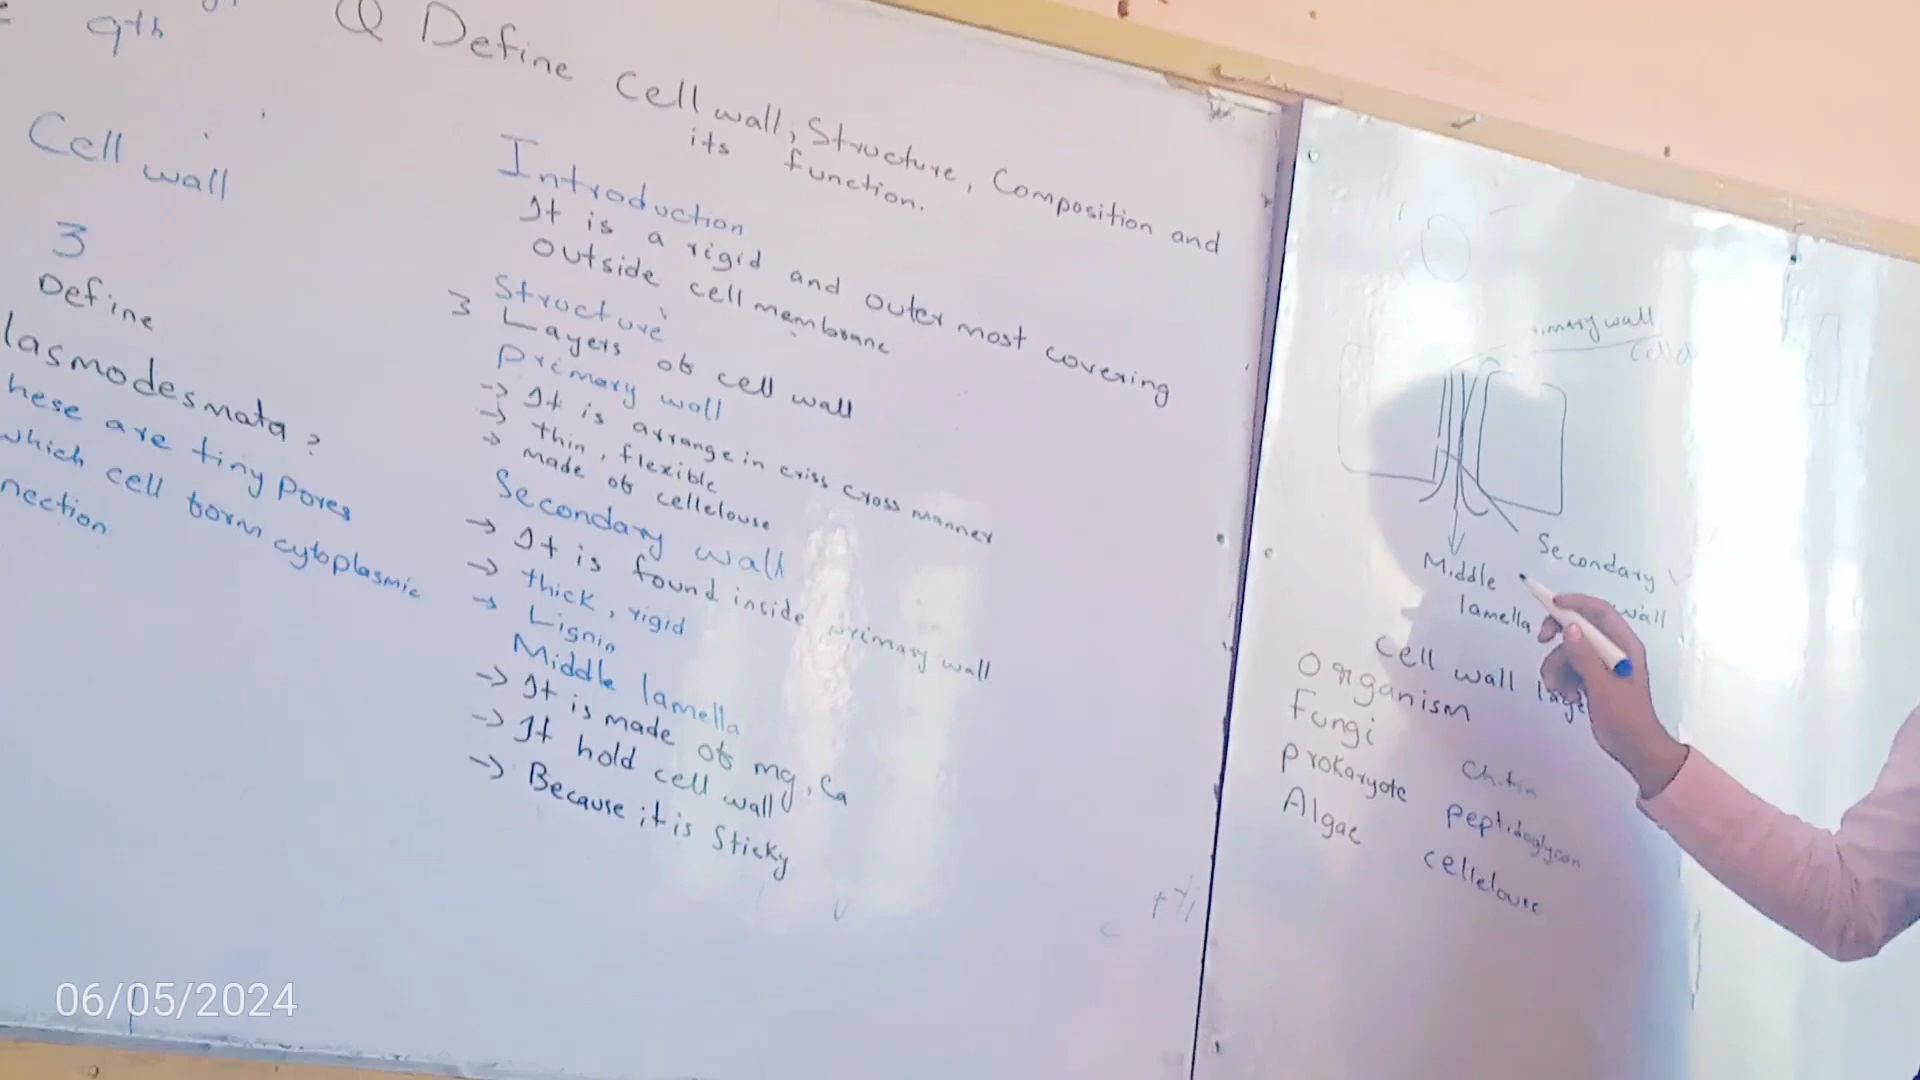 9th
Q Define Cell wall, Structure, Composition and
its function.
Cell wall
3
Define
lasmodesmata?
hese are tiny Pores
which cell form cytoplasmic
nection
Introduction
It is a rigid and outer most covering
outside cell membrane
Structure
3 Layers of cell wall
Primary wall
→ It is arrange in criss cross manner
→ thin, flexible
→ made of cellelouse
Secondary wall
→ It is found inside primary wall
→ thick, rigid
→ Lignin
Middle lamella
→ It is made of mg, Ca
→ It hold cell wall
→ Because it is Sticky
imary wall
Secondary
wall
Middle
lamella
Cell wall
Organism
Fungi Chitin
Prokaryote peptidoglycan
Algae cellelouse
06/05/2024